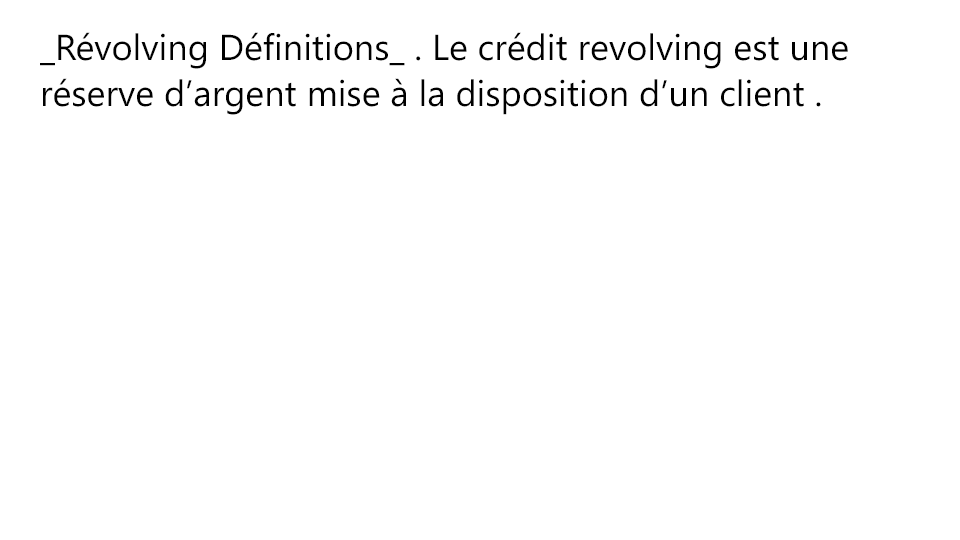 _Révolving Définitions_ . Le crédit revolving est une
réserve d’argent mise à la disposition d’un client .